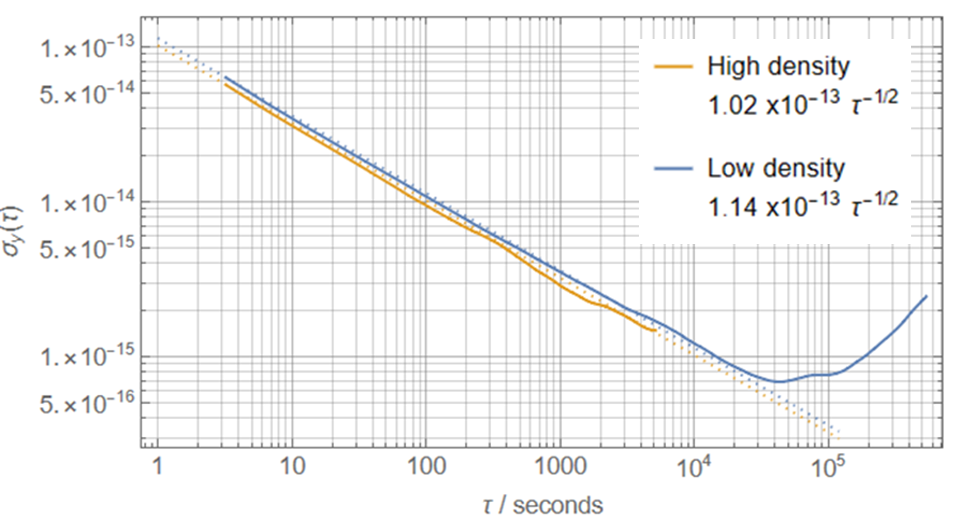 1.×10⁻¹³
5.×10⁻¹⁴
1.×10⁻¹⁴
5.×10⁻¹⁵
1.×10⁻¹⁵
5.×10⁻¹⁶
σy(τ)
High density
1.02 x10⁻¹³ τ⁻¹/²
Low density
1.14 x10⁻¹³ τ⁻¹/²
1 10 100 1000 10⁴ 10⁵
τ / seconds